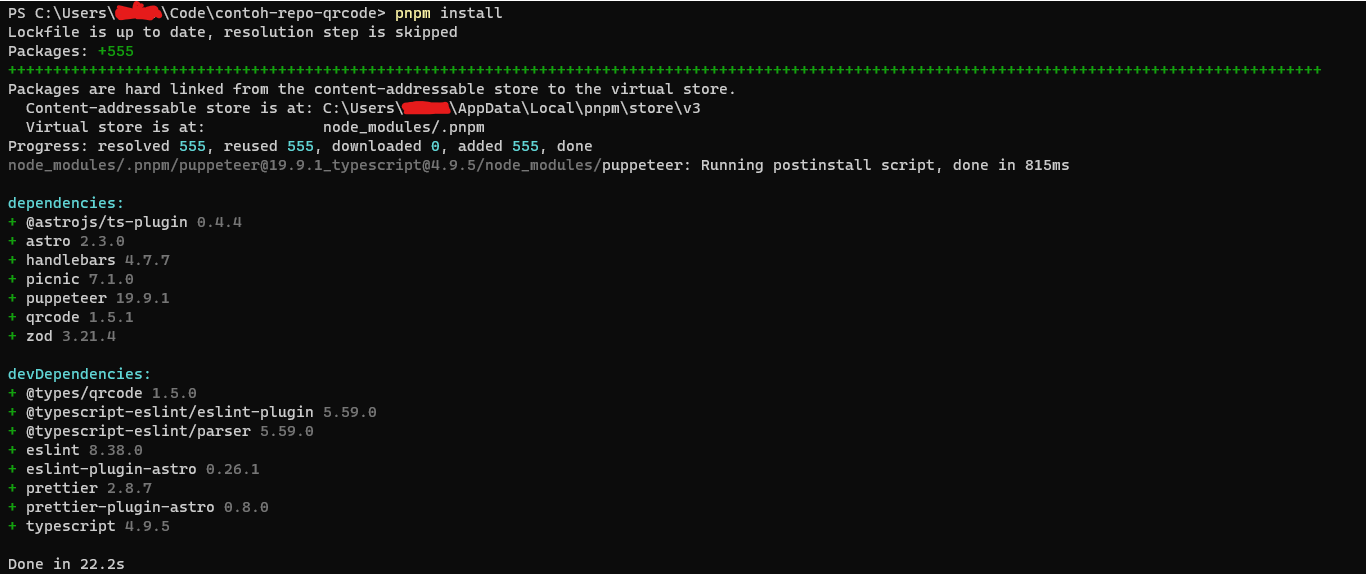 PS C:\Users\ \Code\contoh-repo-qrcode> pnpm install
Lockfile is up to date, resolution step is skipped
Packages: +555
++++++++++++++++++++++++++++++++++++++++++++++++++++++++++++++++++++++++++++++++++++++++++++++++++++++++++++++++++++++++++++++++++++++++++++++++++
Packages are hard linked from the content-addressable store to the virtual store.
  Content-addressable store is at: C:\Users\ \AppData\Local\pnpm\store\v3
  Virtual store is at:             node_modules/.pnpm
Progress: resolved 555, reused 555, downloaded 0, added 555, done
node_modules/.pnpm/puppeteer@19.9.1_typescript@4.9.5/node_modules/puppeteer: Running postinstall script, done in 815ms

dependencies:
+ @astrojs/ts-plugin 0.4.4
+ astro 2.3.0
+ handlebars 4.7.7
+ picnic 7.1.0
+ puppeteer 19.9.1
+ qrcode 1.5.1
+ zod 3.21.4

devDependencies:
+ @types/qrcode 1.5.0
+ @typescript-eslint/eslint-plugin 5.59.0
+ @typescript-eslint/parser 5.59.0
+ eslint 8.38.0
+ eslint-plugin-astro 0.26.1
+ prettier 2.8.7
+ prettier-plugin-astro 0.8.0
+ typescript 4.9.5

Done in 22.2s